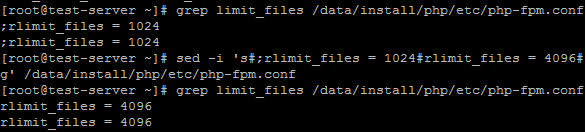 [root@test-server ~]# grep limit_files /data/install/php/etc/php-fpm.conf
;rlimit_files = 1024
;rlimit_files = 1024
[root@test-server ~]# sed -i 's#;rlimit_files = 1024#rlimit_files = 4096#
g' /data/install/php/etc/php-fpm.conf
[root@test-server ~]# grep limit_files /data/install/php/etc/php-fpm.conf
rlimit_files = 4096
rlimit_files = 4096